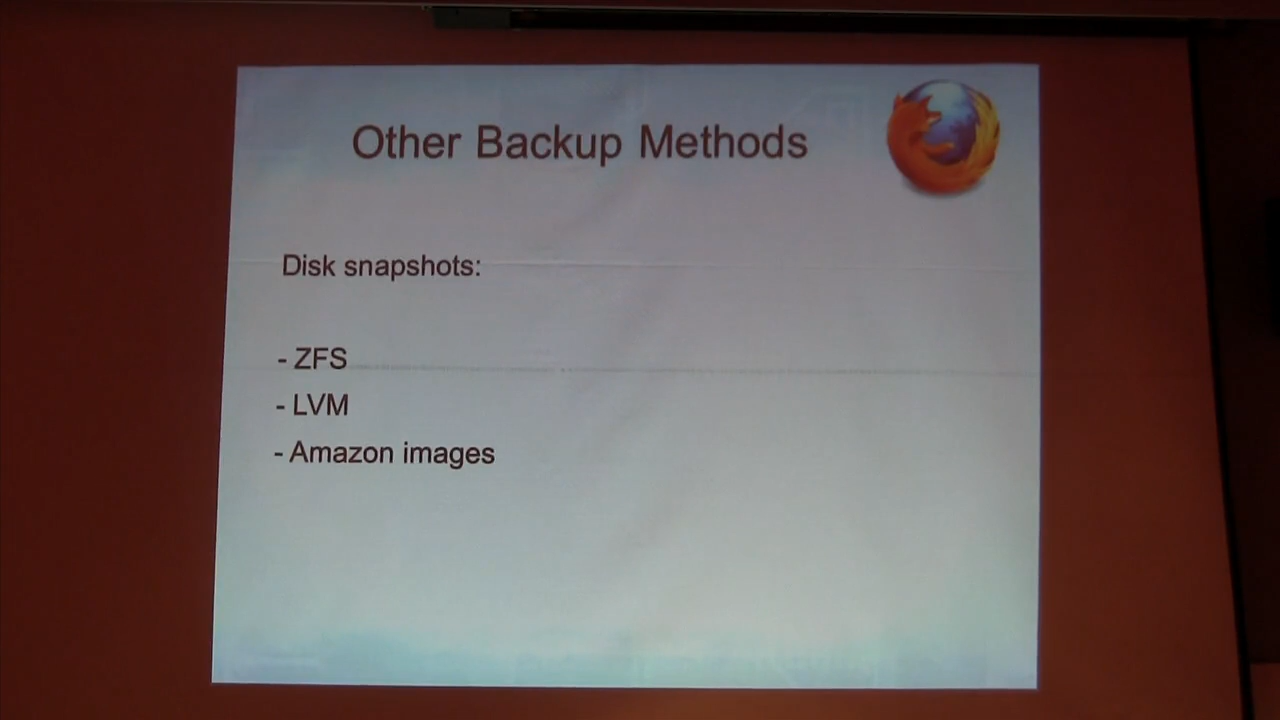 Other Backup Methods
Disk snapshots:
- ZFS
- LVM
- Amazon images